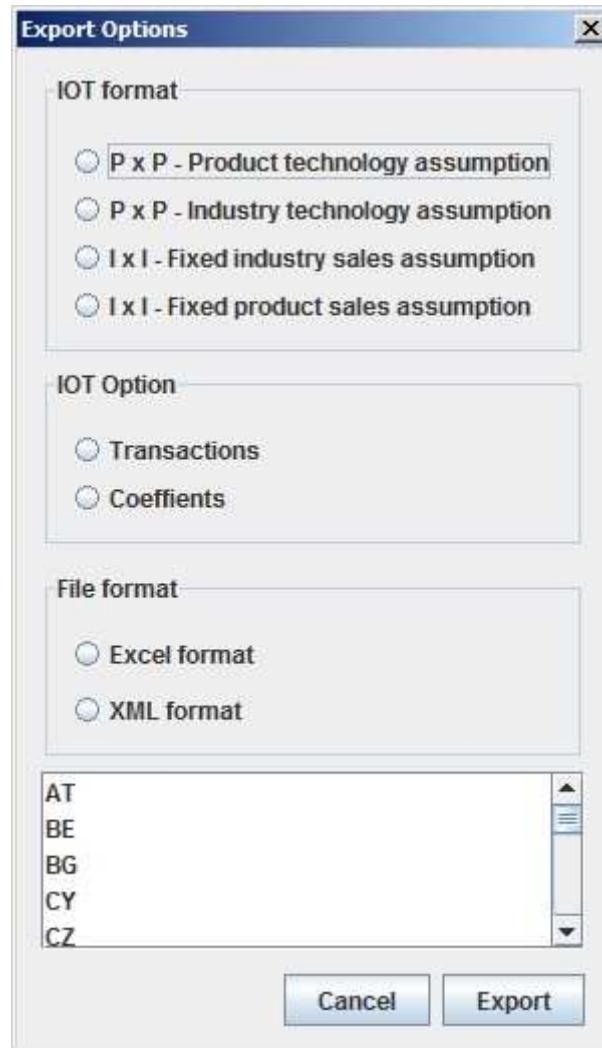 Export Options
IOT format
P x P - Product technology assumption
P x P - Industry technology assumption
I x I - Fixed industry sales assumption
I x I - Fixed product sales assumption
IOT Option
Transactions
Coeffients
File format
Excel format
XML format
AT
BE
BG
CY
CZ
Cancel Export